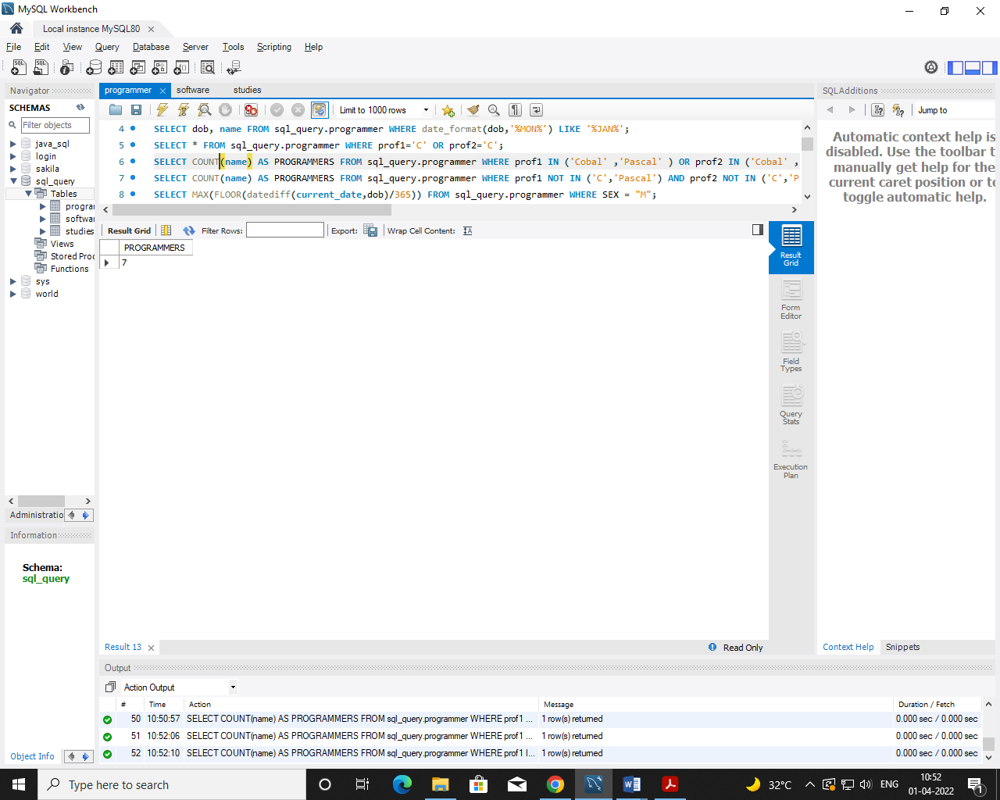 MySQL Workbench
Local instance MySQL80
File Edit View Query Database Server Tools Scripting Help
Navigator
SCHEMAS
Filter objects
java_sql
login
sakila
sql_query
Tables
prograr
softwar
studies
Views
Stored Proc
Functions
sys
world
Administratio
Information
Schema:
sql_query
Object Info
programmer software studies
Limit to 1000 rows
4 SELECT dob, name FROM sql_query.programmer WHERE date_format(dob,'%MON%') LIKE '%JAN%';
5 SELECT * FROM sql_query.programmer WHERE prof1='C' OR prof2='C';
6 SELECT COUNT(name) AS PROGRAMMERS FROM sql_query.programmer WHERE prof1 IN ('Cobal' ,'Pascal' ) OR prof2 IN ('Cobal' ,
7 SELECT COUNT(name) AS PROGRAMMERS FROM sql_query.programmer WHERE prof1 NOT IN ('C','Pascal') AND prof2 NOT IN ('C','P
8 SELECT MAX(FLOOR(datediff(current_date,dob)/365)) FROM sql_query.programmer WHERE SEX = "M";
Result Grid Filter Rows: Export: Wrap Cell Content:
PROGRAMMERS
7
Result
Grid
Form
Editor
Field
Types
Query
Stats
Execution
Plan
Result 13
Read Only
SQLAdditions
Jump to
Automatic context help is
disabled. Use the toolbar t
manually get help for the
current caret position or to
toggle automatic help.
Context Help Snippets
Output
Action Output
# Time Action Message Duration / Fetch
50 10:50:57 SELECT COUNT(name) AS PROGRAMMERS FROM sql_query.programmer WHERE prof1 ... 1 row(s) returned 0.000 sec / 0.000 sec
51 10:52:06 SELECT COUNT(name) AS PROGRAMMERS FROM sql_query.programmer WHERE prof1 ... 1 row(s) returned 0.000 sec / 0.000 sec
52 10:52:10 SELECT COUNT(name) AS PROGRAMMERS FROM sql_query.programmer WHERE prof1 I... 1 row(s) returned 0.000 sec / 0.000 sec
Type here to search
32°C
ENG
10:52
01-04-2022
1